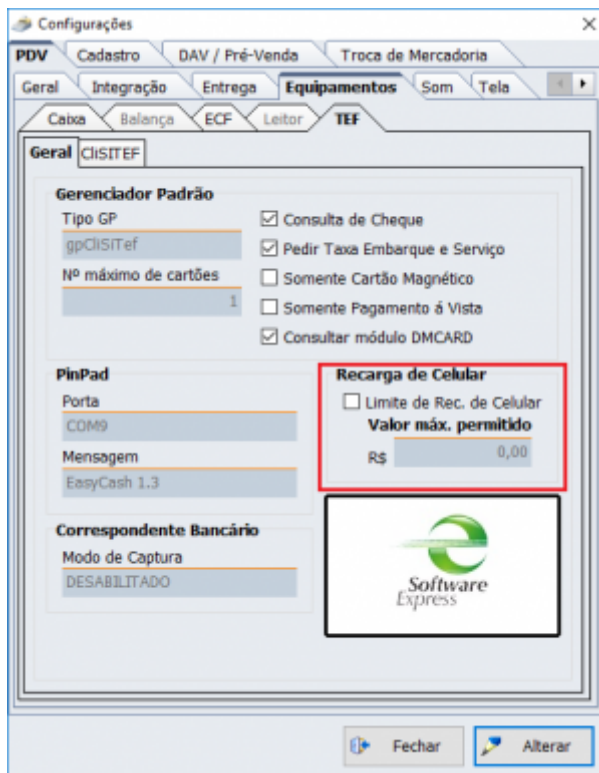 Configurações
PDV Cadastro DAV / Pré-Venda Troca de Mercadoria
Geral Integração Entrega Equipamentos Som Tela
Caixa Balança ECF Leitor TEF
Geral CliSITEF
Gerenciador Padrão
Tipo GP
gpCliSiTef
Nº máximo de cartões
1
Consulta de Cheque
Pedir Taxa Embarque e Serviço
Somente Cartão Magnético
Somente Pagamento á Vista
Consultar módulo DMCARD
PinPad
Porta
COM9
Mensagem
EasyCash 1.3
Recarga de Celular
Limite de Rec. de Celular
Valor máx. permitido
R$ 0,00
Correspondente Bancário
Modo de Captura
DESABILITADO
Software
Express
Fechar Alterar